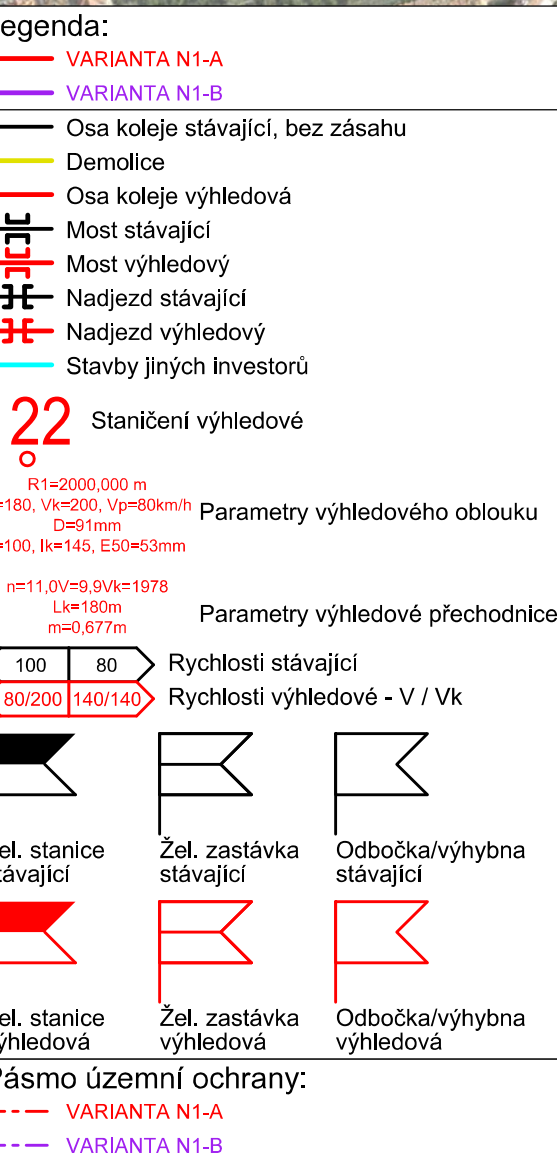 egenda:
VARIANTA N1-A
VARIANTA N1-B
Osa koleje stávající, bez zásahu
Demolice
Osa koleje výhledová
Most stávající
Most výhledový
Nadjezd stávající
Nadjezd výhledový
Stavby jiných investorů
22 Staničení výhledové
R1=2000,000 m
=180, Vk=200, Vp=80km/h
D=91mm
=100, Ik=145, E50=53mm
Parametry výhledového oblouku
n=11,0V=9,9Vk=1978
Lk=180m
m=0,677m
Parametry výhledové přechodnice
100 80 Rychlosti stávající
80/200 140/140 Rychlosti výhledové - V / Vk
el. stanice
távající
Žel. zastávka
stávající
Odbočka/výhybna
stávající
el. stanice
ýhledová
Žel. zastávka
výhledová
Odbočka/výhybna
výhledová
Pásmo územní ochrany:
VARIANTA N1-A
VARIANTA N1-B